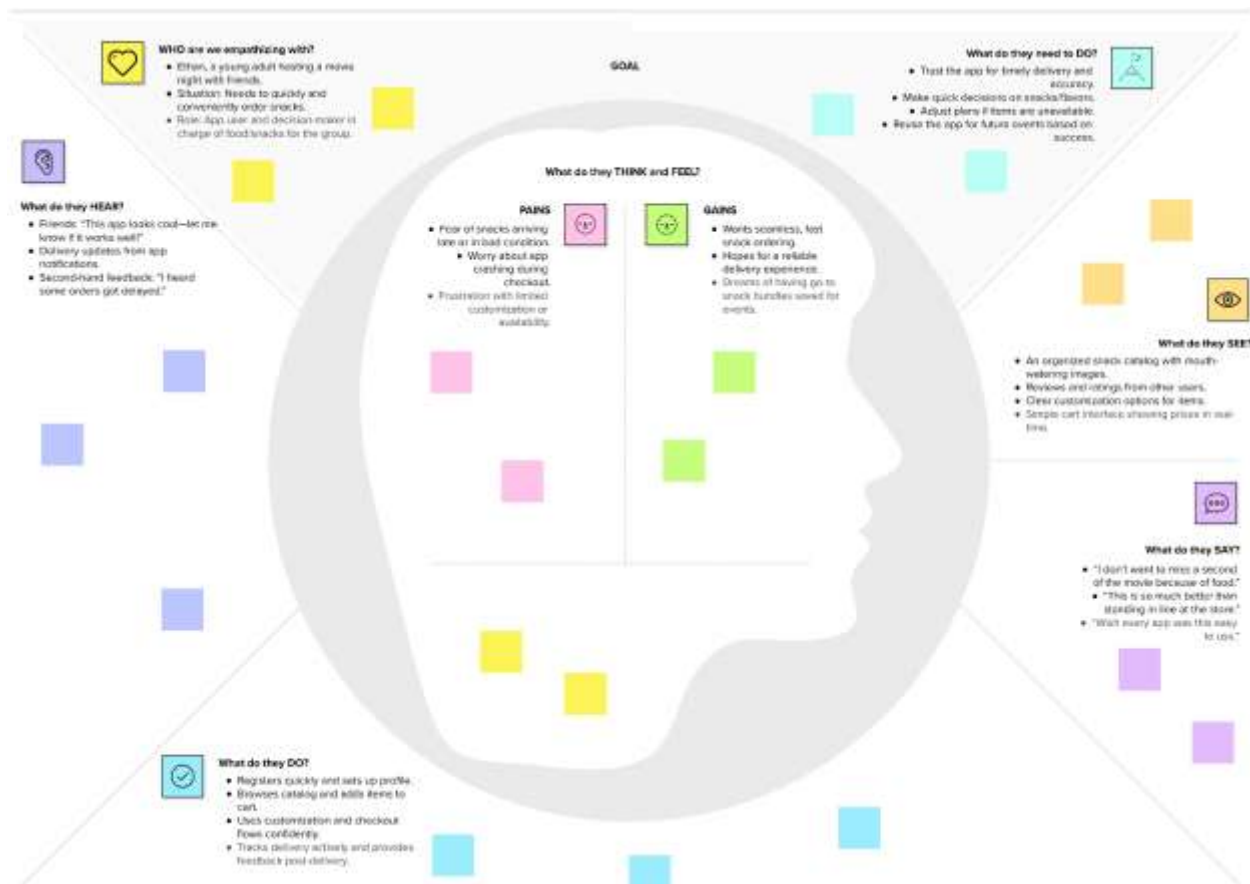 WHO are we empathizing with?
• Ethan, a young adult hosting a movie
night with friends.
• Situation: Needs to quickly and
conveniently order snacks.
• Role: App user and decision-maker in
charge of food/snacks for the group.
GOAL
What do they need to DO?
• Trust the app for timely delivery and
accuracy.
• Make quick decisions on snacks/flavors.
• Adjust plans if items are unavailable.
• Reuse the app for future events based on
success.
What do they HEAR?
• Friends: "This app looks cool—let me
know if it works well!"
• Delivery updates from app
notifications.
• Second-hand feedback: "I heard
some orders got delayed."
What do they THINK and FEEL?
PAINS
• Fear of snacks arriving
late or in bad condition.
• Worry about app
crashing during
checkout.
• Frustration with limited
customization or
availability.
GAINS
• Wants seamless, fast
snack ordering.
• Hopes for a reliable
delivery experience.
• Dreams of having go-to
snack bundles saved for
events.
What do they SEE?
• An organized snack catalog with mouth-
watering images.
• Reviews and ratings from other users.
• Clear customization options for items.
• Simple cart interface showing prices in real-
time.
What do they SAY?
• "I don't want to miss a second
of the movie because of food."
• "This is so much better than
standing in line at the store."
• "Wish every app was this easy
to use."
What do they DO?
• Registers quickly and sets up profile.
• Browses catalog and adds items to
cart.
• Uses customization and checkout
flows confidently.
• Tracks delivery actively and provides
feedback post-delivery.